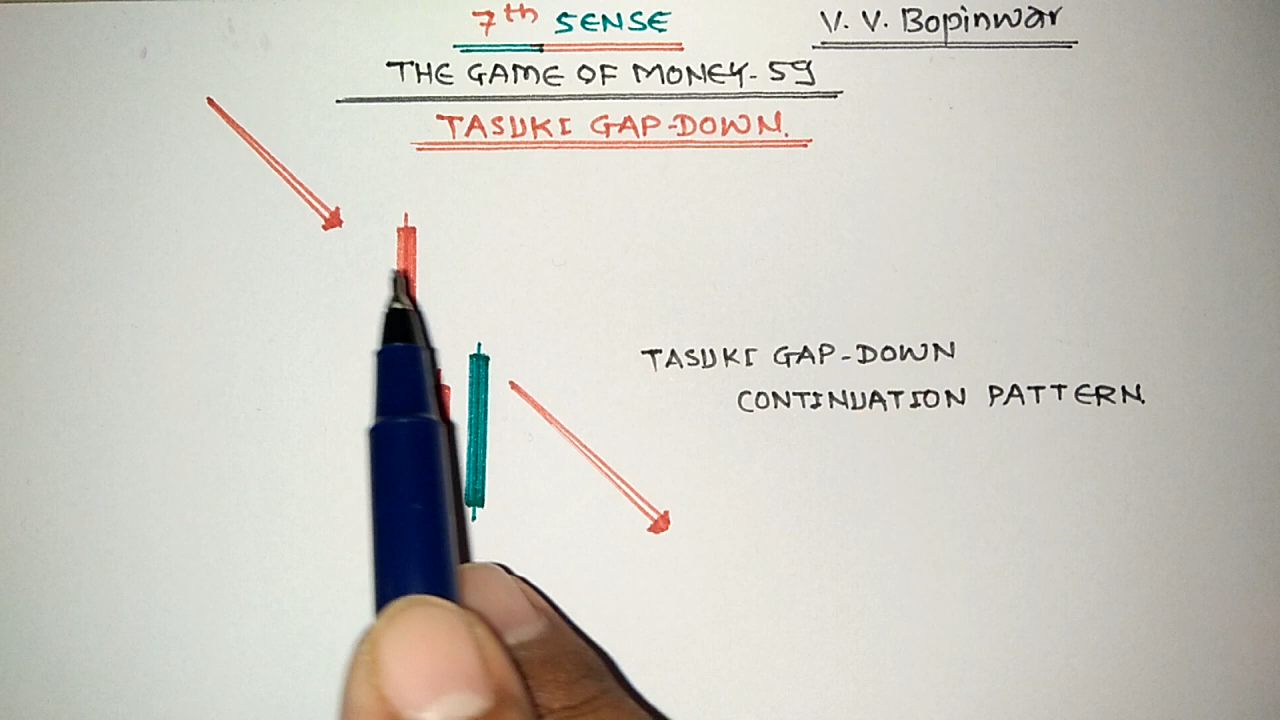 7th SENSE
V. V. Bopinwar
THE GAME OF MONEY-59
TASUKI GAP-DOWN.
TASUKI GAP-DOWN
CONTINUATION PATTERN.